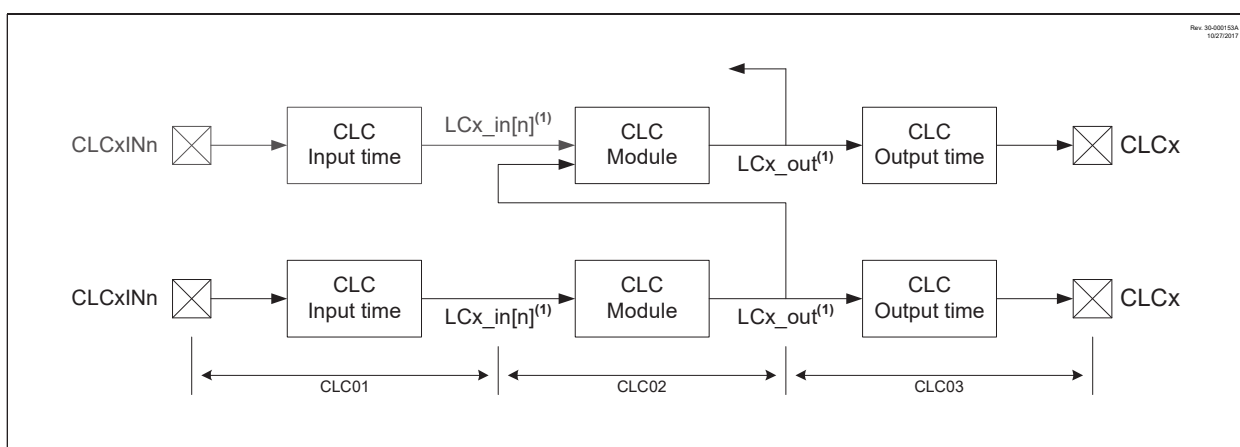 Rev. 30-000153A
10/27/2017
CLCxINn
CLC
Input time
LCx_in[n](1)
CLC
Module
LCx_out(1)
CLC
Output time
CLCx
CLCxINn
CLC
Input time
LCx_in[n](1)
CLC
Module
LCx_out(1)
CLC
Output time
CLCx
CLC01
CLC02
CLC03